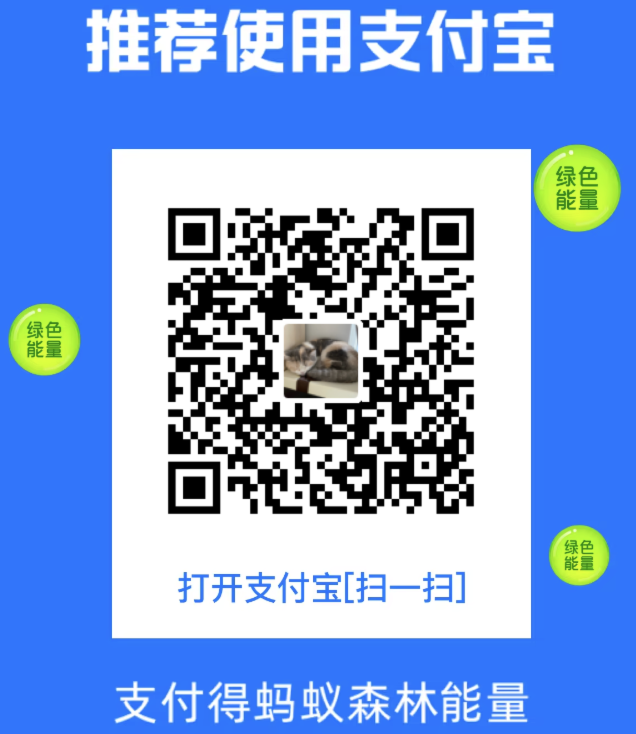 推荐使用支付宝
绿色
能量
绿色
能量
绿色
能量
打开支付宝[扫一扫]
支付得蚂蚁森林能量